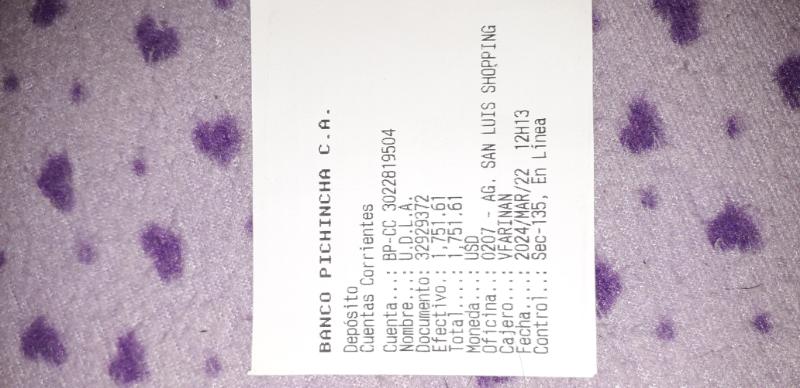 BANCO PICHINCHA C.A.
Depósito
Cuentas Corrientes
Cuenta...: BP-CC 3022819504
Nombre...: U.D.L.A.
Documento: 32929372
Efectivo.: 1,751.61
Total....: 1,751.61
Moneda...: USD
Oficina..: 0207 - AG. SAN LUIS SHOPPING
Cajero...: VFARINAN
Fecha....: 2024/MAR/22 12H13
Control..: Sec-135, En Línea